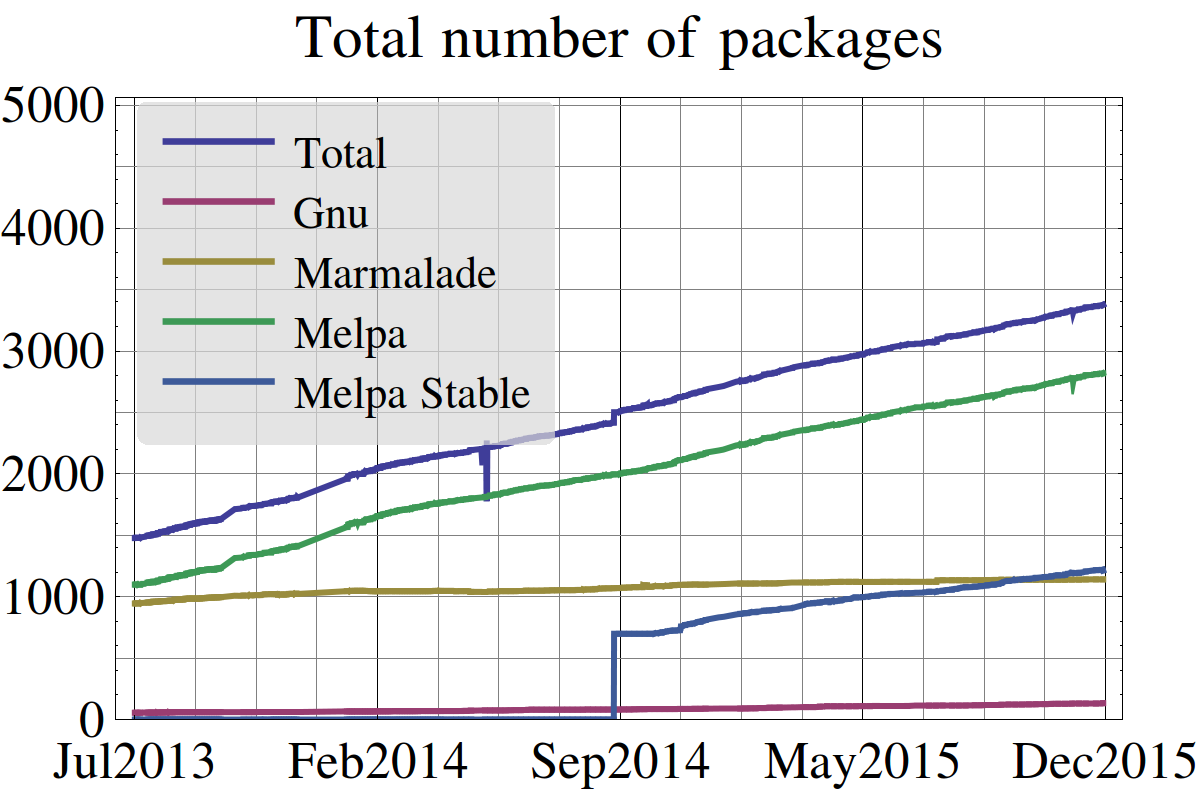 Total number of packages
5000
4000
3000
2000
1000
0
Total
Gnu
Marmalade
Melpa
Melpa Stable
Jul2013 Feb2014 Sep2014 May2015 Dec2015